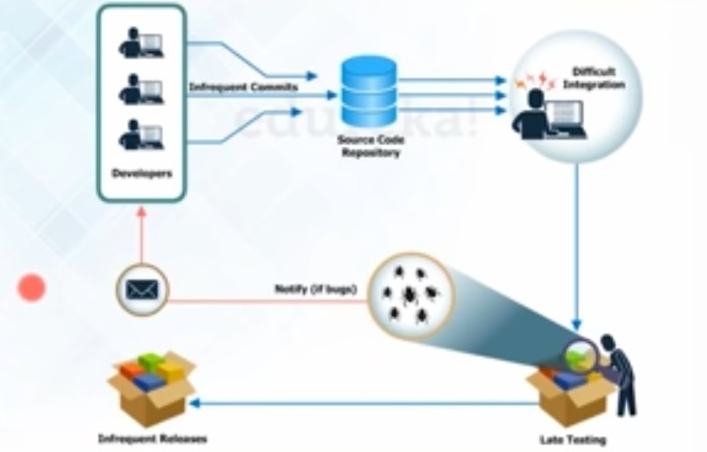 Infrequent Commits
Difficult
Integration
Source Code
Repository
Developers
Notify (if bugs)
Infrequent Releases
Late Testing